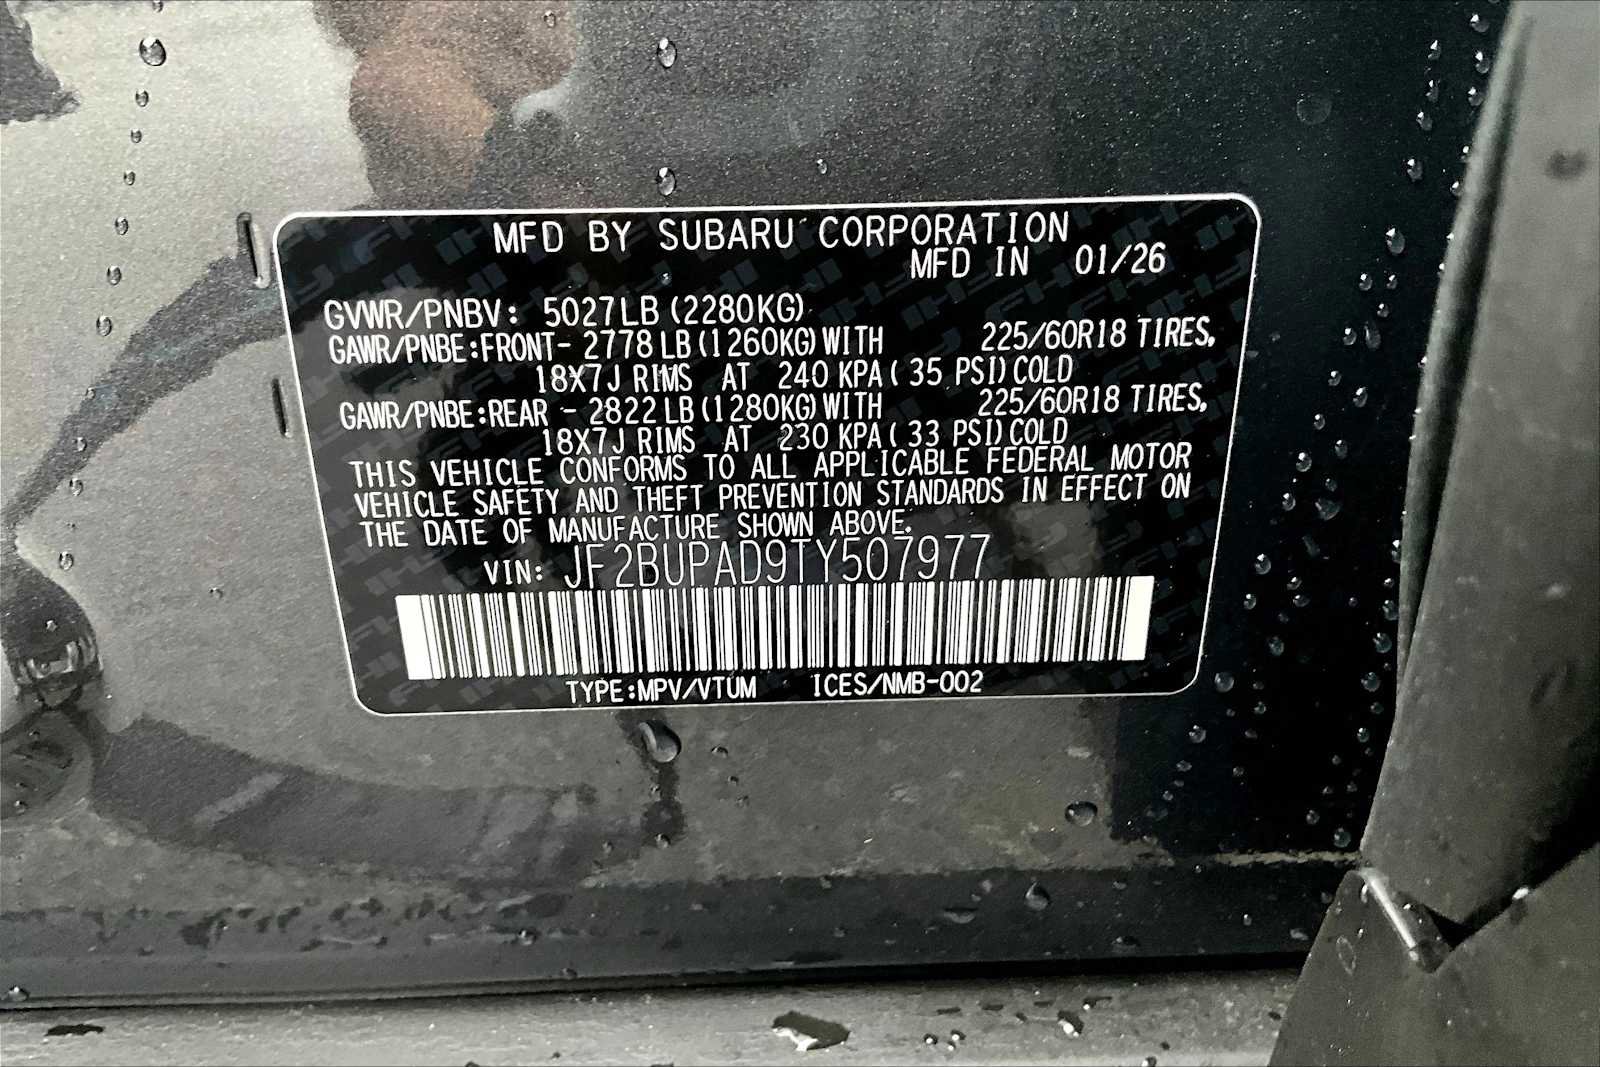 MFD BY SUBARU CORPORATION
MFD IN 01/26
GVWR/PNBV: 5027LB (2280KG)
GAWR/PNBE:FRONT- 2778 LB (1260KG) WITH 225/60R18 TIRES,
18X7J RIMS AT 240 KPA ( 35 PSI) COLD
GAWR/PNBE:REAR - 2822 LB (1280KG) WITH 225/60R18 TIRES,
18X7J RIMS AT 230 KPA ( 33 PSI) COLD
THIS VEHICLE CONFORMS TO ALL APPLICABLE FEDERAL MOTOR
VEHICLE SAFETY AND THEFT PREVENTION STANDARDS IN EFFECT ON
THE DATE OF MANUFACTURE SHOWN ABOVE.
VIN: JF2BUPAD9TY507977
TYPE:MPV/VTUM ICES/NMB-002